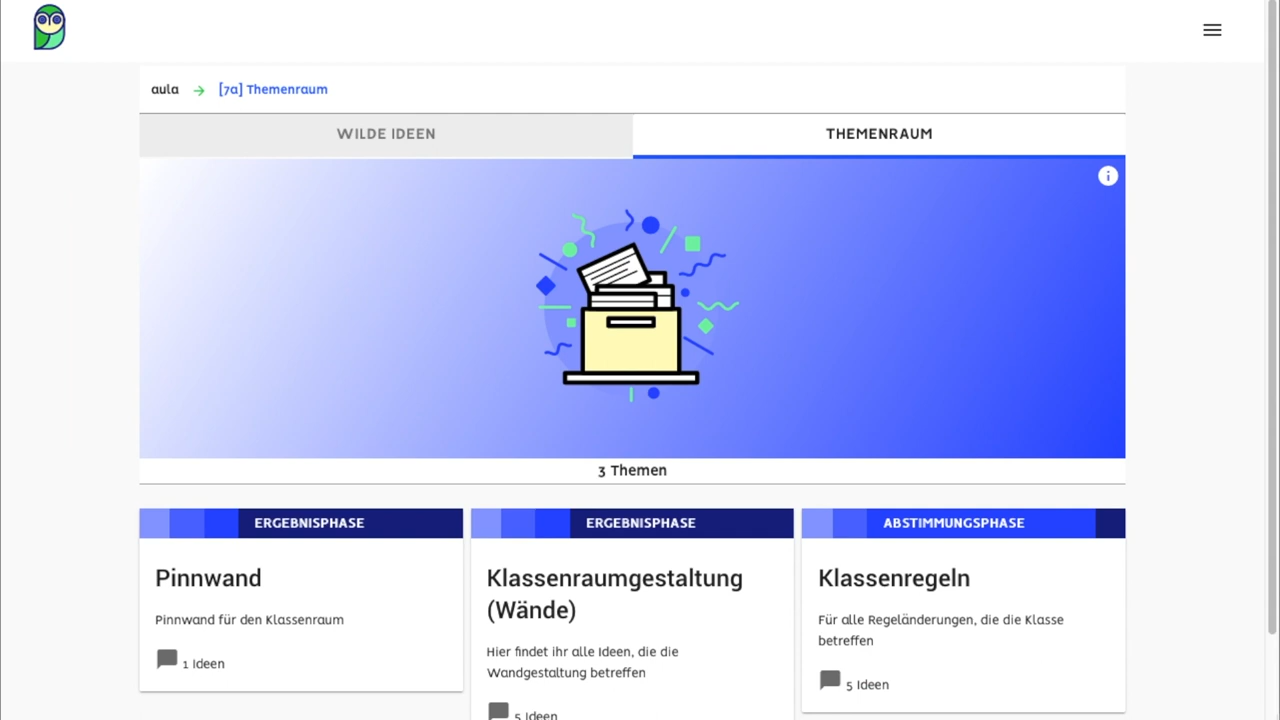 aula → [7a] Themenraum
WILDE IDEEN
THEMENRAUM
3 Themen
ERGEBNISPHASE
Pinnwand
Pinnwand für den Klassenraum
1 Ideen
ERGEBNISPHASE
Klassenraumgestaltung
(Wände)
Hier findet ihr alle Ideen, die die
Wandgestaltung betreffen
5 Ideen
ABSTIMMUNGSPHASE
Klassenregeln
Für alle Regeländerungen, die die Klasse
betreffen
5 Ideen